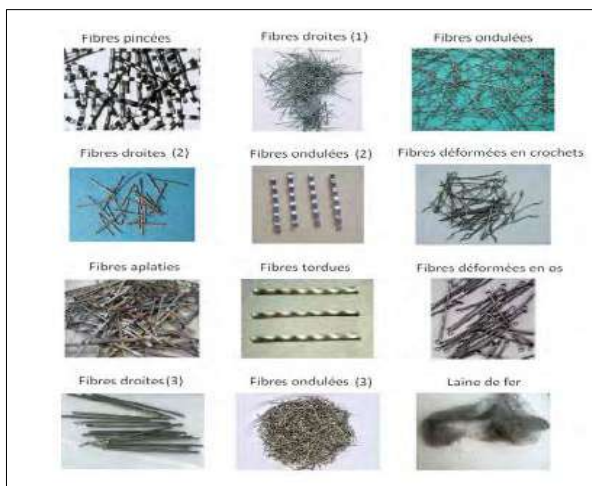 Fibres pincées
Fibres droites (1)
Fibres ondulées
Fibres droites (2)
Fibres ondulées (2)
Fibres déformées en crochets
Fibres aplaties
Fibres tordues
Fibres déformées en os
Fibres droites(3)
Fibres ondulées (3)
Laine de fer